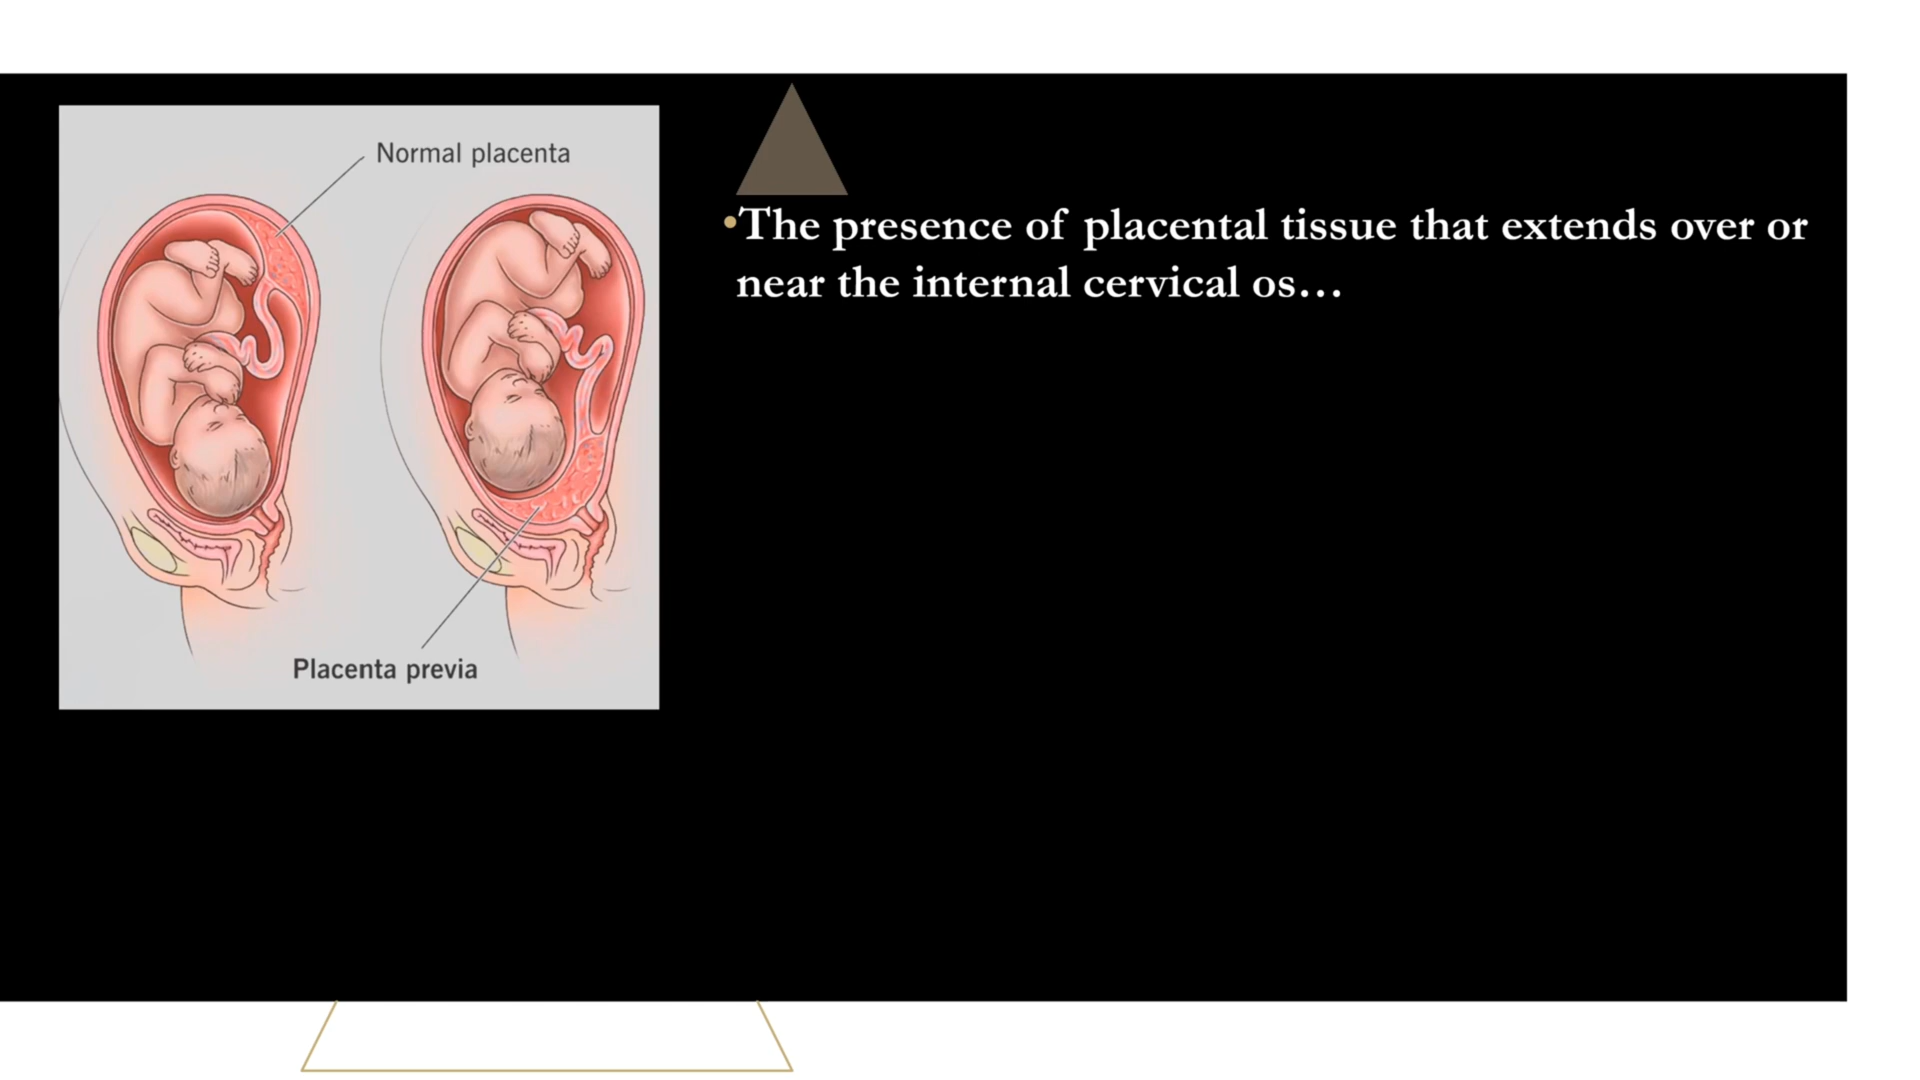 Normal placenta
Placenta previa
•The presence of placental tissue that extends over or
near the internal cervical os…